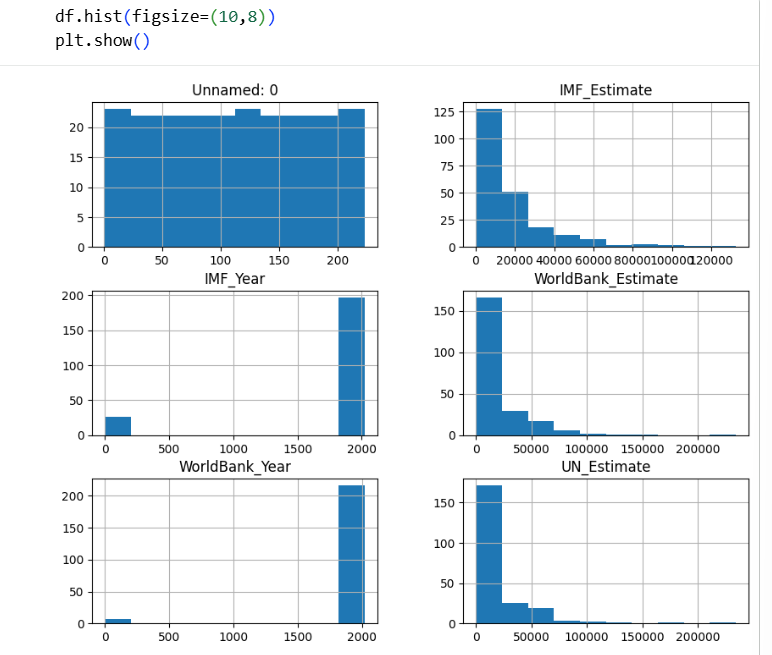 df.hist(figsize=(10,8))
plt.show()
Unnamed: 0
IMF_Estimate
20
15
10
5
0
0 50 100 150 200
125
100
75
50
25
0
0 20000 40000 60000 80000 100000 120000
IMF_Year
WorldBank_Estimate
200
150
100
50
0
0 500 1000 1500 2000
150
100
50
0
0 50000 100000 150000 200000
WorldBank_Year
UN_Estimate
200
150
100
50
0
0 500 1000 1500 2000
150
100
50
0
0 50000 100000 150000 200000